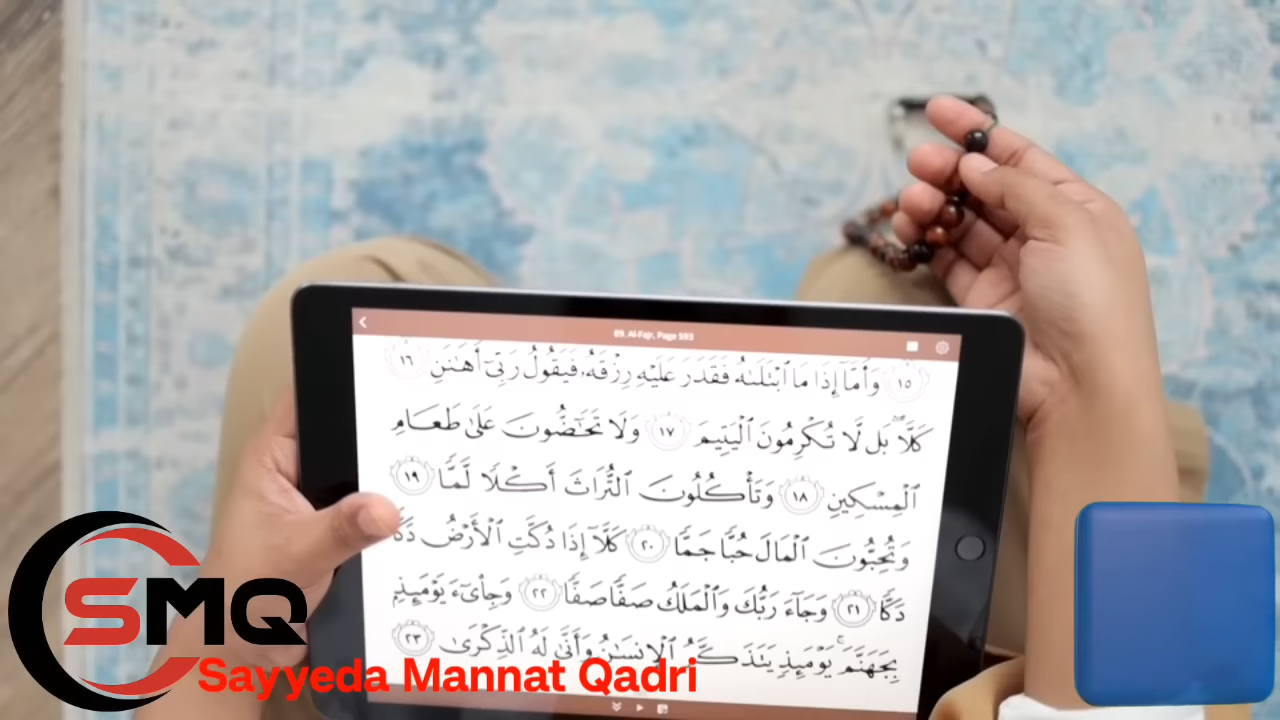 89. Al-Fajr, Page 593
١٥ وَأَمَّآ إِذَا مَا ٱبْتَلَىٰهُ فَقَدَرَ عَلَيْهِ رِزْقَهُۥ فَيَقُولُ رَبِّىٓ أَهَـٰنَنِ ١٦
كَلَّا ۖ بَل لَّا تُكْرِمُونَ ٱلْيَتِيمَ ١٧ وَلَا تَحَـٰٓضُّونَ عَلَىٰ طَعَامِ
ٱلْمِسْكِينِ ١٨ وَتَأْكُلُونَ ٱلتُّرَاثَ أَكْلًا لَّمًّا ١٩
وَتُحِبُّونَ ٱلْمَالَ حُبًّا جَمًّا ٢٠ كَلَّآ إِذَا دُكَّتِ ٱلْأَرْضُ
دَكًّا ٢١ وَجَآءَ رَبُّكَ وَٱلْمَلَكُ صَفًّا صَفًّا ٢٢ وَجِا۟ىٓءَ يَوْمَئِذٍۭ
بِجَهَنَّمَ ۚ يَوْمَئِذٍ يَتَذَكَّرُ ٱلْإِنسَـٰنُ وَأَنَّىٰ لَهُ ٱلذِّكْرَىٰ ٢٣
SMQ
Sayyeda Mannat Qadri